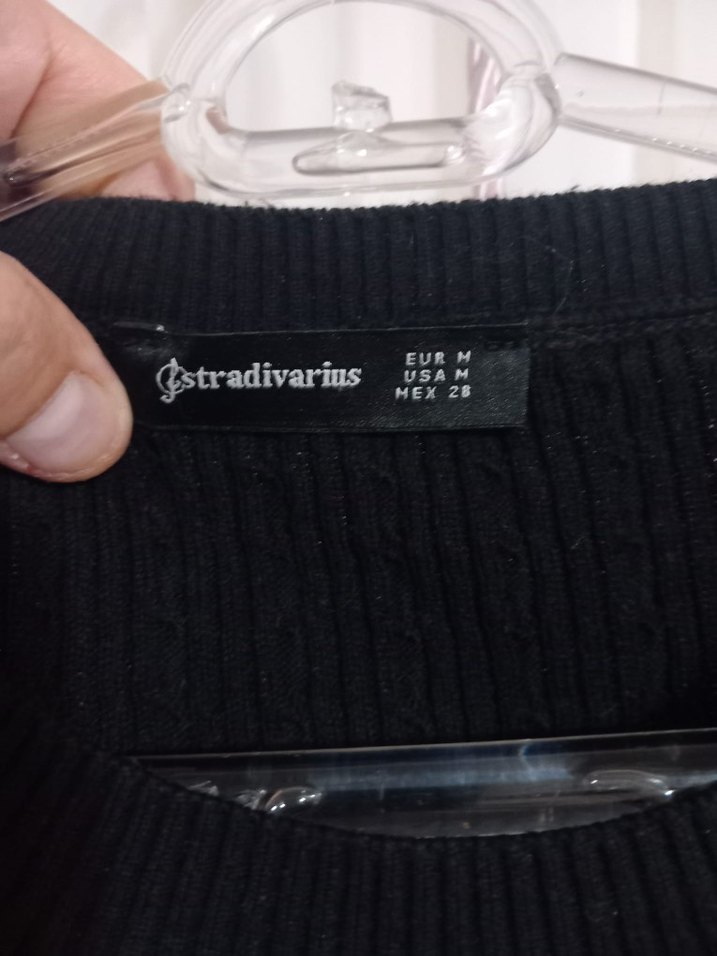 stradivarius
EUR M
USA M
MEX 28